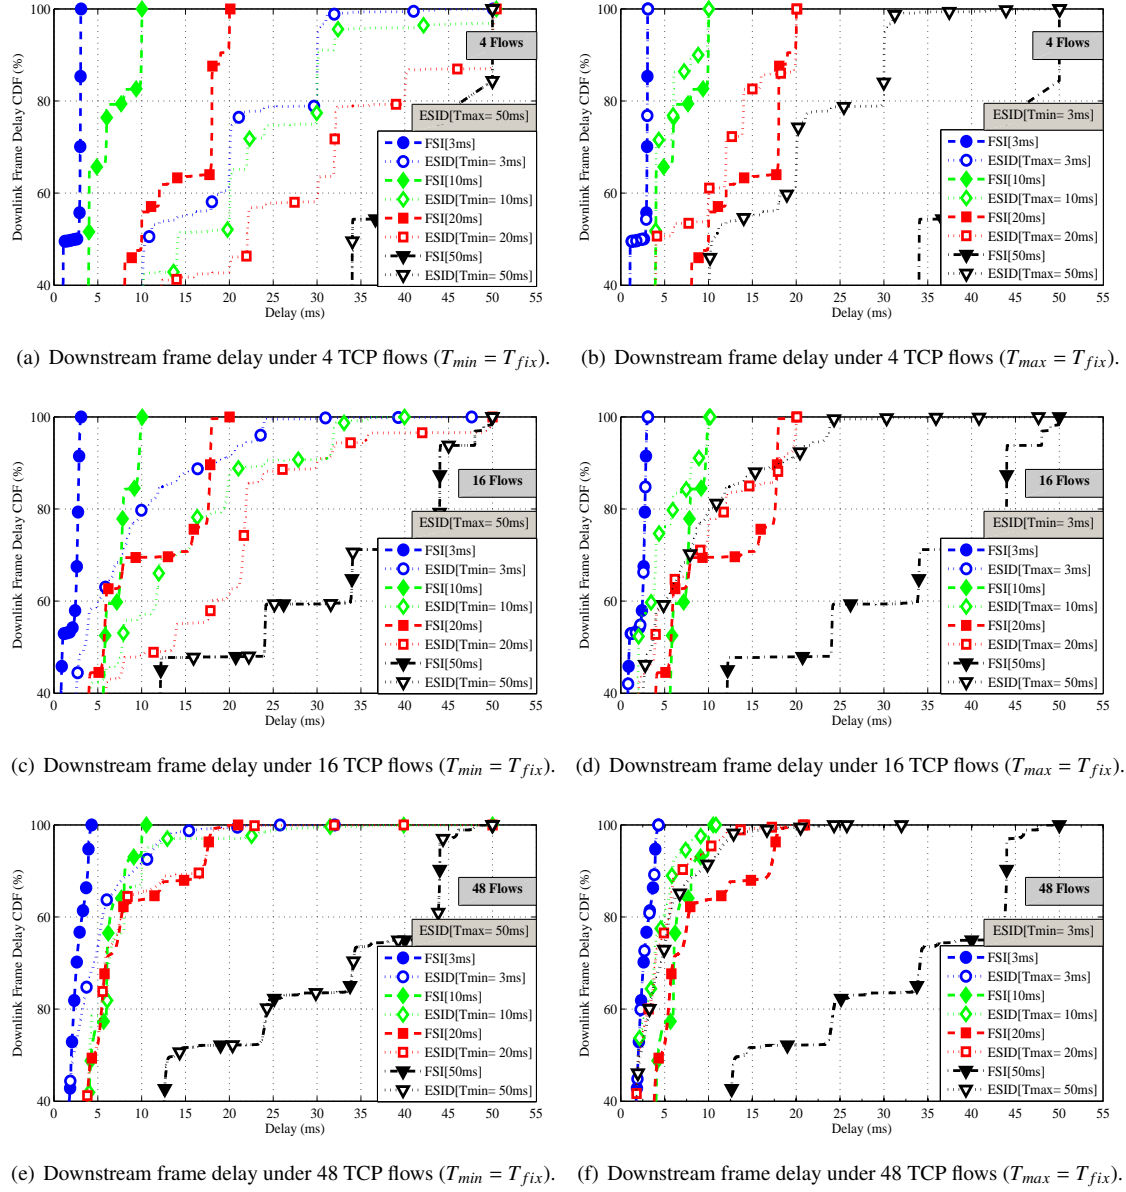 100
80
60
40
Downlink Frame Delay CDF (%)
4 Flows
ESID[Tmax= 50ms]
FSI[3ms]
ESID[Tmin= 3ms]
FSI[10ms]
ESID[Tmin= 10ms]
FSI[20ms]
ESID[Tmin= 20ms]
FSI[50ms]
ESID[Tmin= 50ms]
0 5 10 15 20 25 30 35 40 45 50 55
Delay (ms)
(a) Downstream frame delay under 4 TCP flows (Tmin = Tfix).
100
80
60
40
Downlink Frame Delay CDF (%)
4 Flows
ESID[Tmin= 3ms]
FSI[3ms]
ESID[Tmax= 3ms]
FSI[10ms]
ESID[Tmax= 10ms]
FSI[20ms]
ESID[Tmax= 20ms]
FSI[50ms]
ESID[Tmax= 50ms]
0 5 10 15 20 25 30 35 40 45 50 55
Delay (ms)
(b) Downstream frame delay under 4 TCP flows (Tmax = Tfix).
100
80
60
40
Downlink Frame Delay CDF (%)
16 Flows
ESID[Tmax= 50ms]
FSI[3ms]
ESID[Tmin= 3ms]
FSI[10ms]
ESID[Tmin= 10ms]
FSI[20ms]
ESID[Tmin= 20ms]
FSI[50ms]
ESID[Tmin= 50ms]
0 5 10 15 20 25 30 35 40 45 50 55
Delay (ms)
(c) Downstream frame delay under 16 TCP flows (Tmin = Tfix).
100
80
60
40
Downlink Frame Delay CDF (%)
16 Flows
ESID[Tmin= 3ms]
FSI[3ms]
ESID[Tmax= 3ms]
FSI[10ms]
ESID[Tmax= 10ms]
FSI[20ms]
ESID[Tmax= 20ms]
FSI[50ms]
ESID[Tmax= 50ms]
0 5 10 15 20 25 30 35 40 45 50 55
Delay (ms)
(d) Downstream frame delay under 16 TCP flows (Tmax = Tfix).
100
60
80
40
Downlink Frame Delay CDF (%)
48 Flows
ESID[Tmax= 50ms]
FSI[3ms]
ESID[Tmin= 3ms]
FSI[10ms]
ESID[Tmin= 10ms]
FSI[20ms]
ESID[Tmin= 20ms]
FSI[50ms]
ESID[Tmin= 50ms]
0 5 10 15 20 25 30 35 40 45 50 55
Delay (ms)
(e) Downstream frame delay under 48 TCP flows (Tmin = Tfix).
100
60
80
40
Downlink Frame Delay CDF (%)
48 Flows
ESID[Tmin= 3ms]
FSI[3ms]
ESID[Tmax= 3ms]
FSI[10ms]
ESID[Tmax= 10ms]
FSI[20ms]
ESID[Tmax= 20ms]
FSI[50ms]
ESID[Tmax= 50ms]
0 5 10 15 20 25 30 35 40 45 50 55
Delay (ms)
(f) Downstream frame delay under 48 TCP flows (Tmax = Tfix).